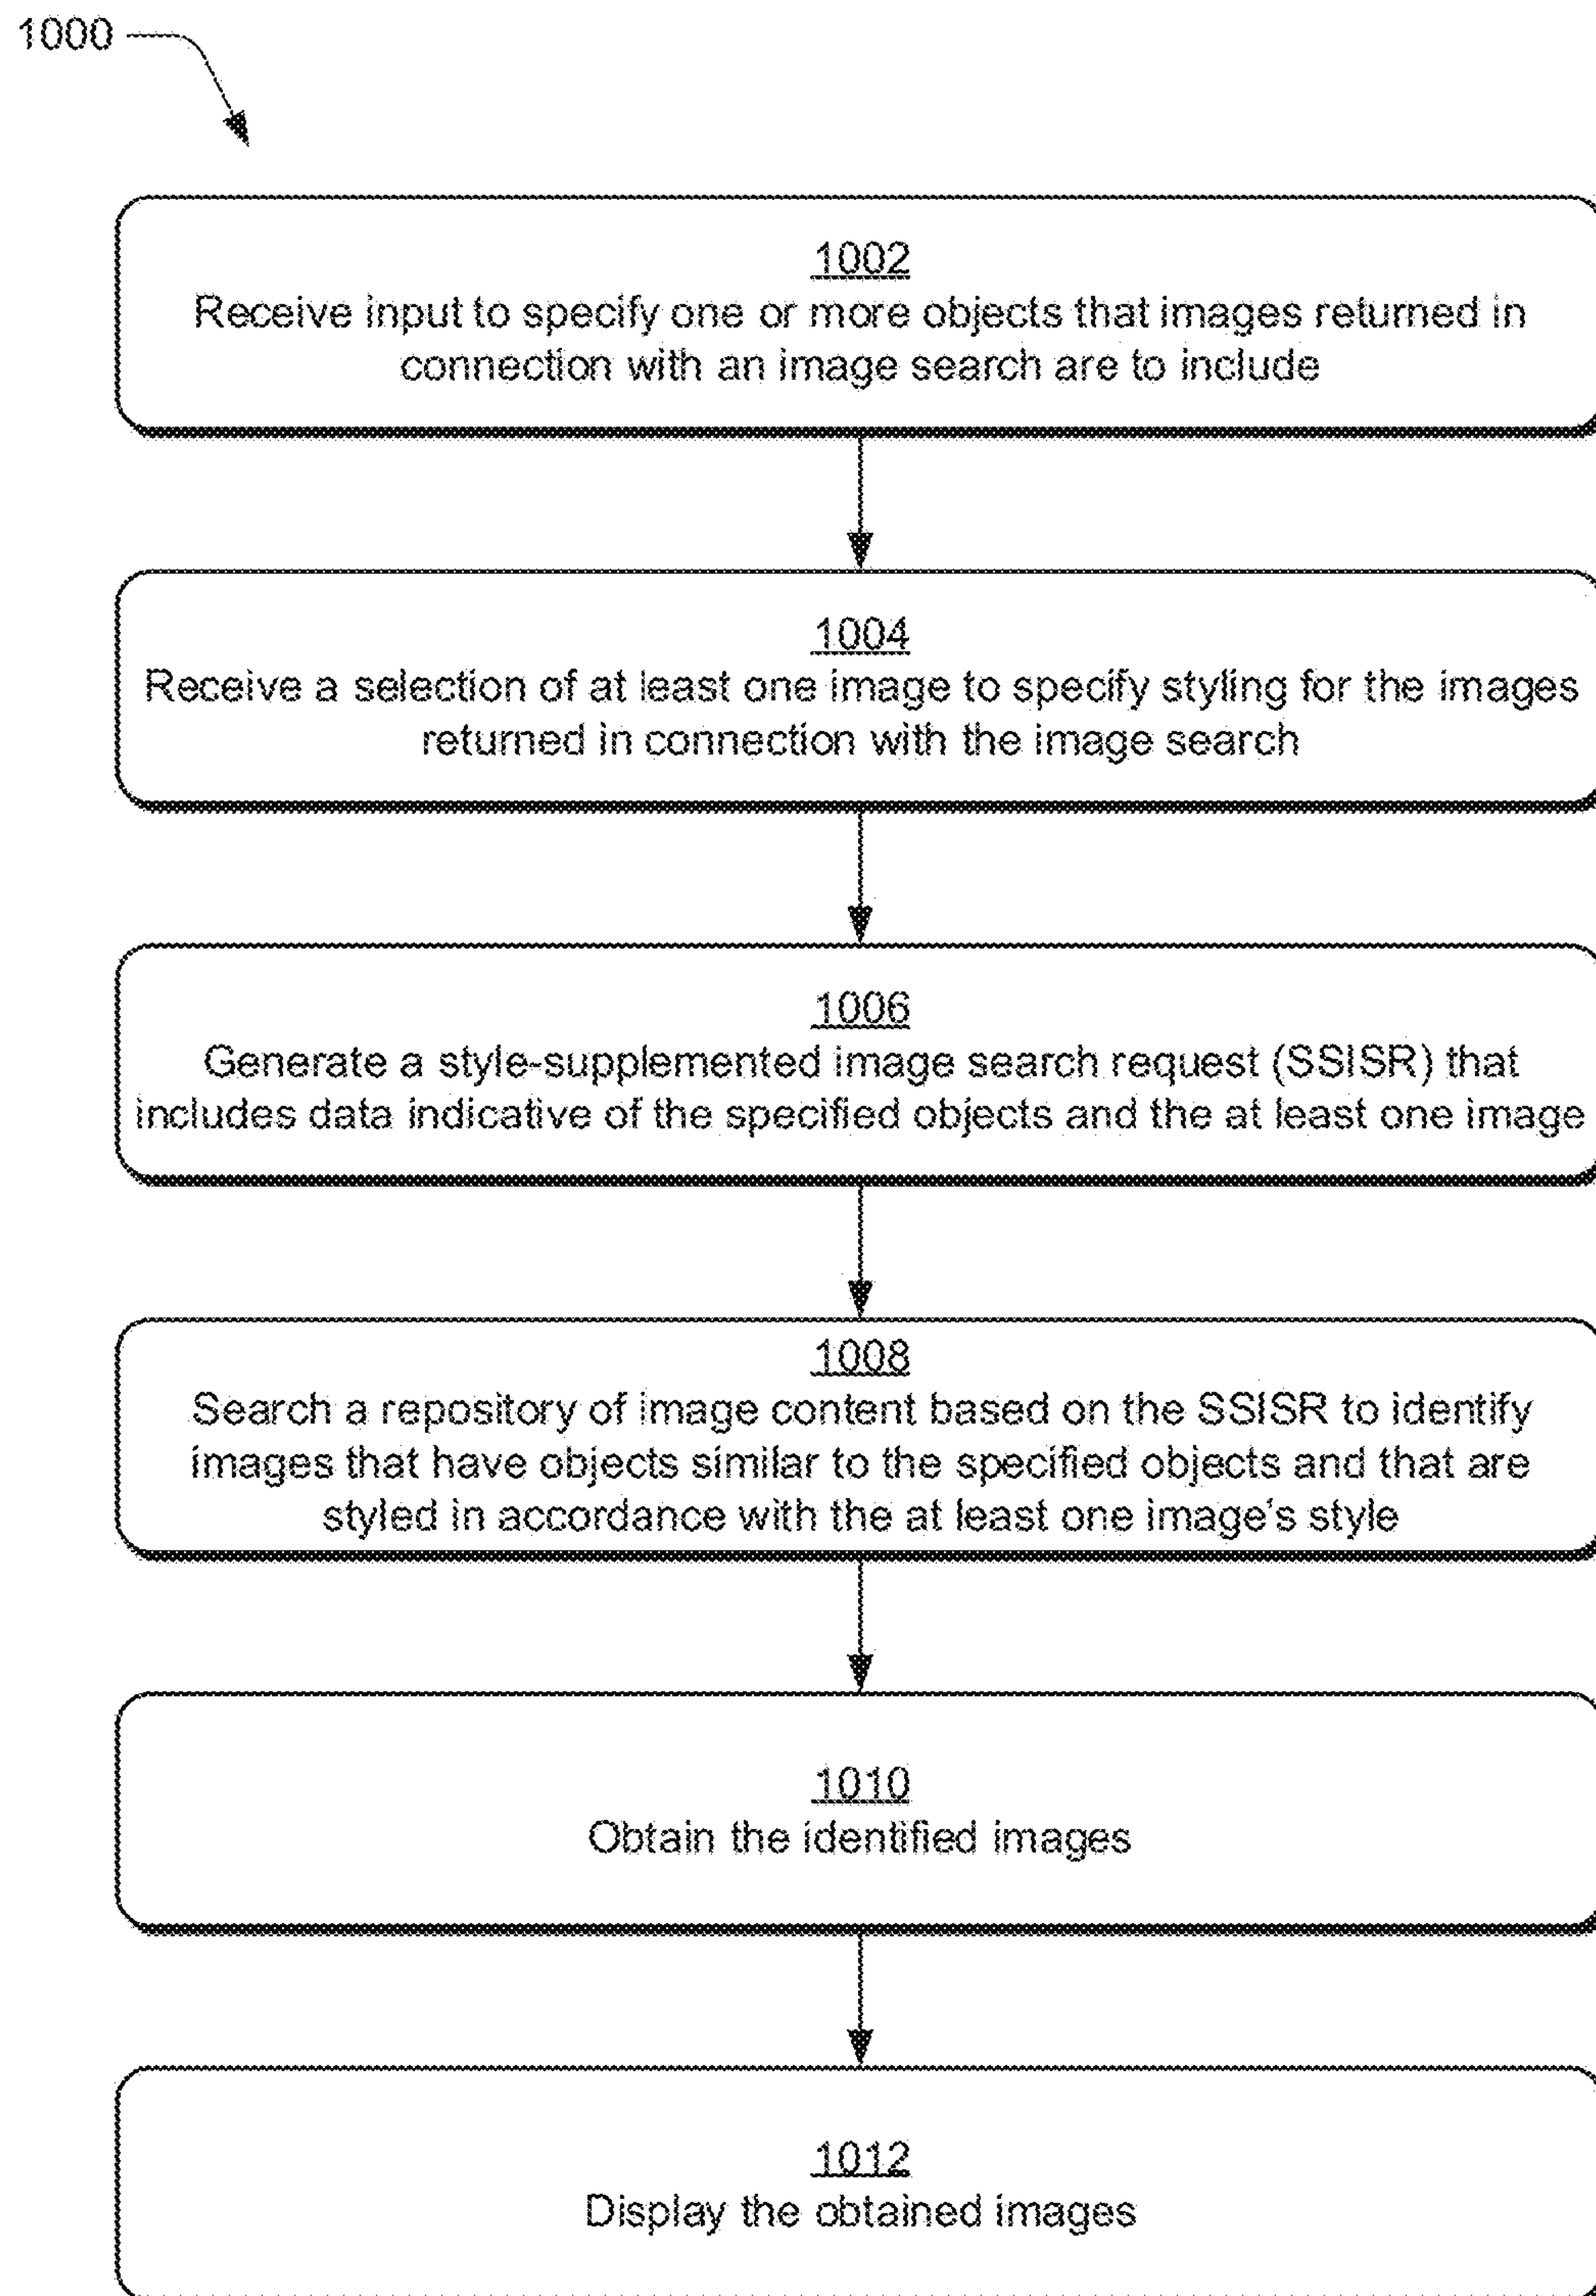 1000
1002
Receive input to specify one or more objects that images returned in
connection with an image search are to include
1004
Receive a selection of at least one image to specify styling for the images
returned in connection with the image search
1006
Generate a style-supplemented image search request (SSISR) that
includes data indicative of the specified objects and the at least one image
1008
Search a repository of image content based on the SSISR to identify
images that have objects similar to the specified objects and that are
styled in accordance with the at least one image's style
1010
Obtain the identified images
1012
Display the obtained images